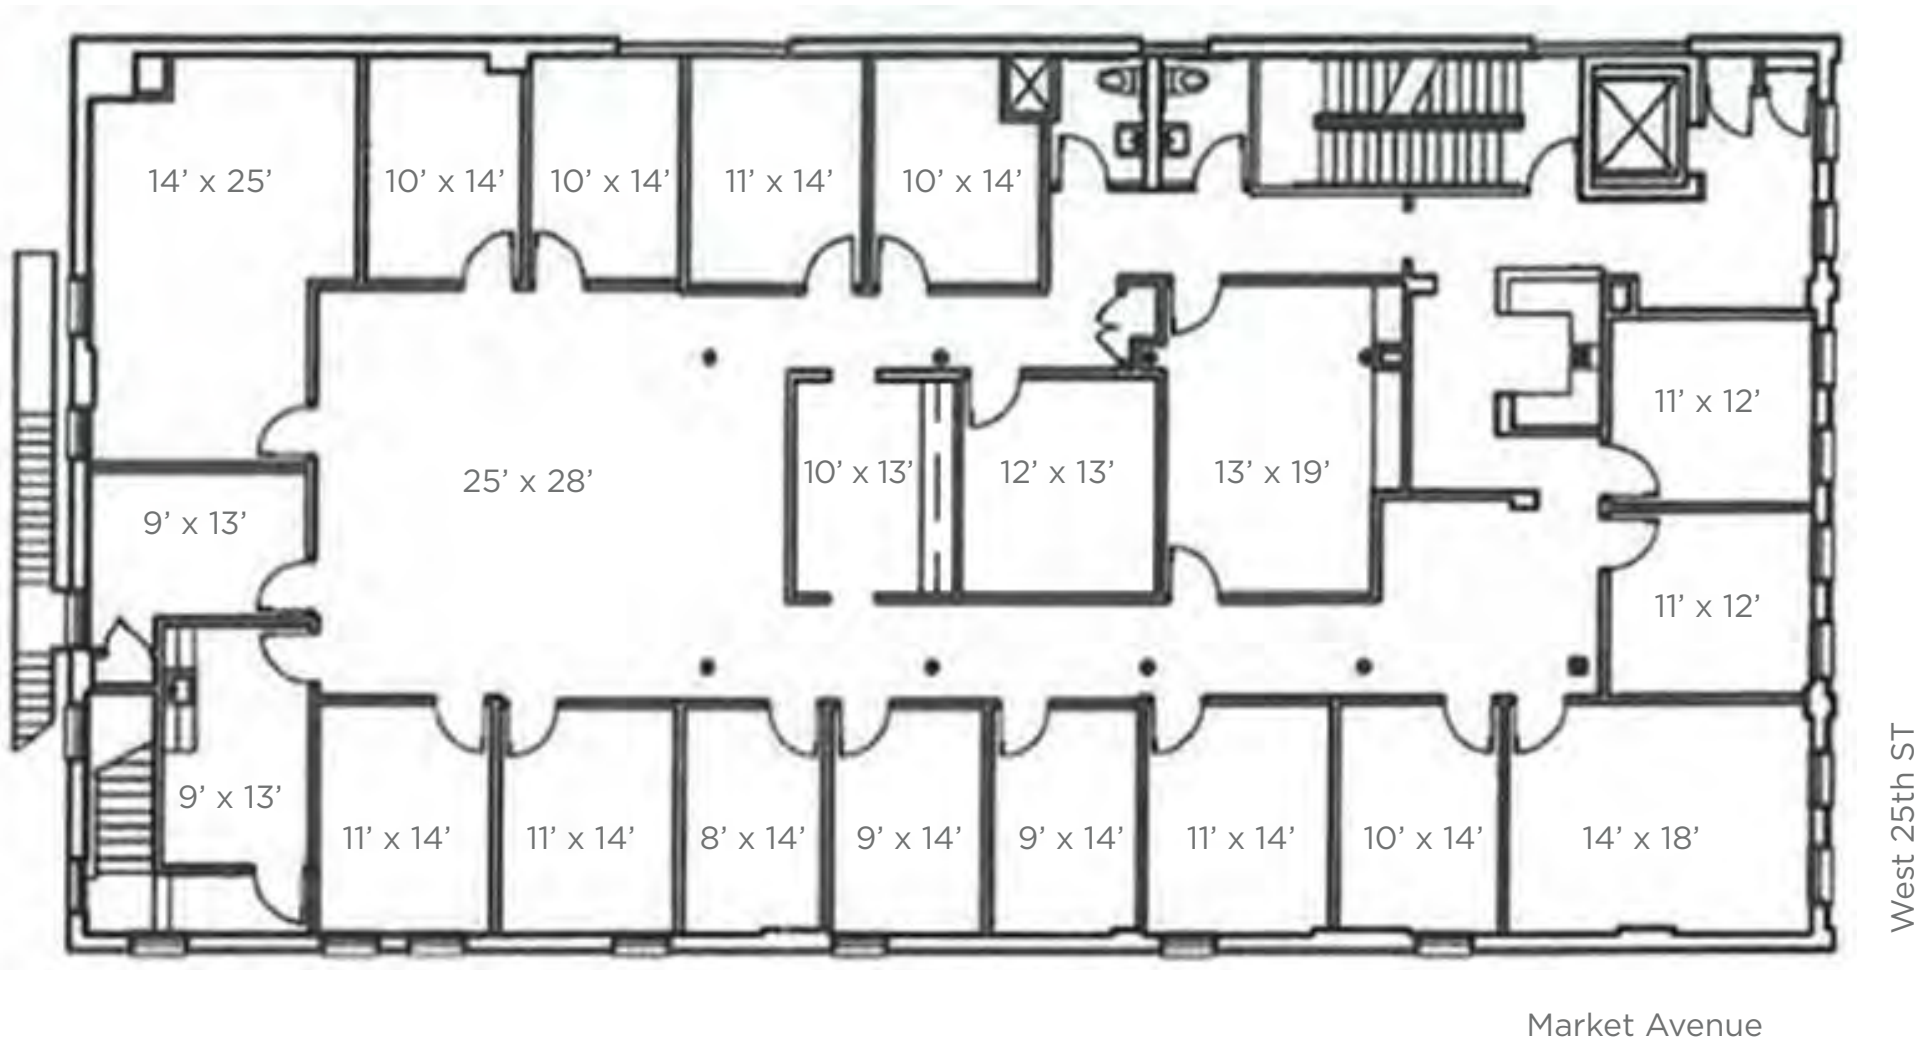 14’ x 25’
10’ x 14’
10’ x 14’
11’ x 14’
10’ x 14’
11’ x 12’
25’ x 28’
10’ x 13’
12’ x 13’
13’ x 19’
9’ x 13’
11’ x 12’
9’ x 13’
11’ x 14’
11’ x 14’
8’ x 14’
9’ x 14’
9’ x 14’
11’ x 14’
10’ x 14’
14’ x 18’
West 25th ST
Market Avenue